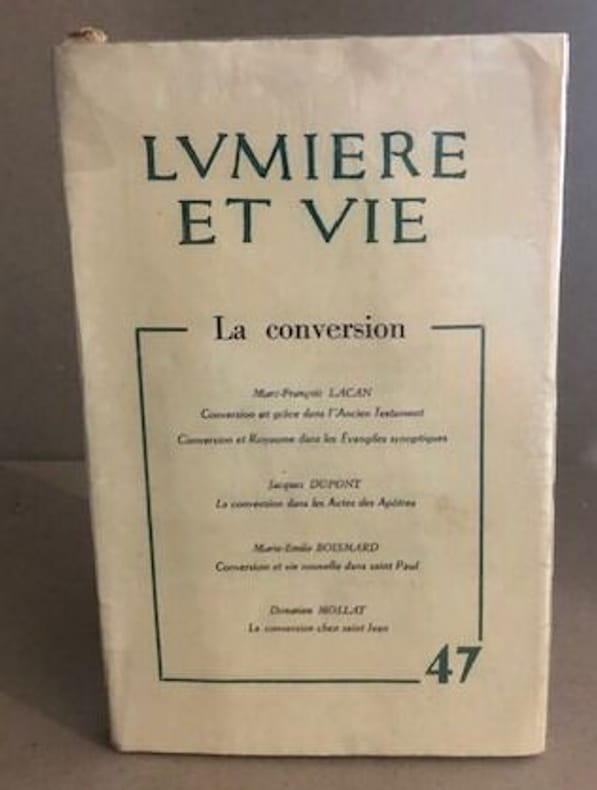 LVMIERE
ET VIE
La conversion
Marc-François LACAN
Conversion et grâce dans l'Ancien Testament
Conversion et Royaume dans les Évangiles synoptiques
Jacques DUPONT
La conversion dans les Actes des Apôtres
Marie-Emile BOISMARD
Conversion et vie nouvelle dans saint Paul
Donatien MOLLAT
La conversion chez saint Jean
47